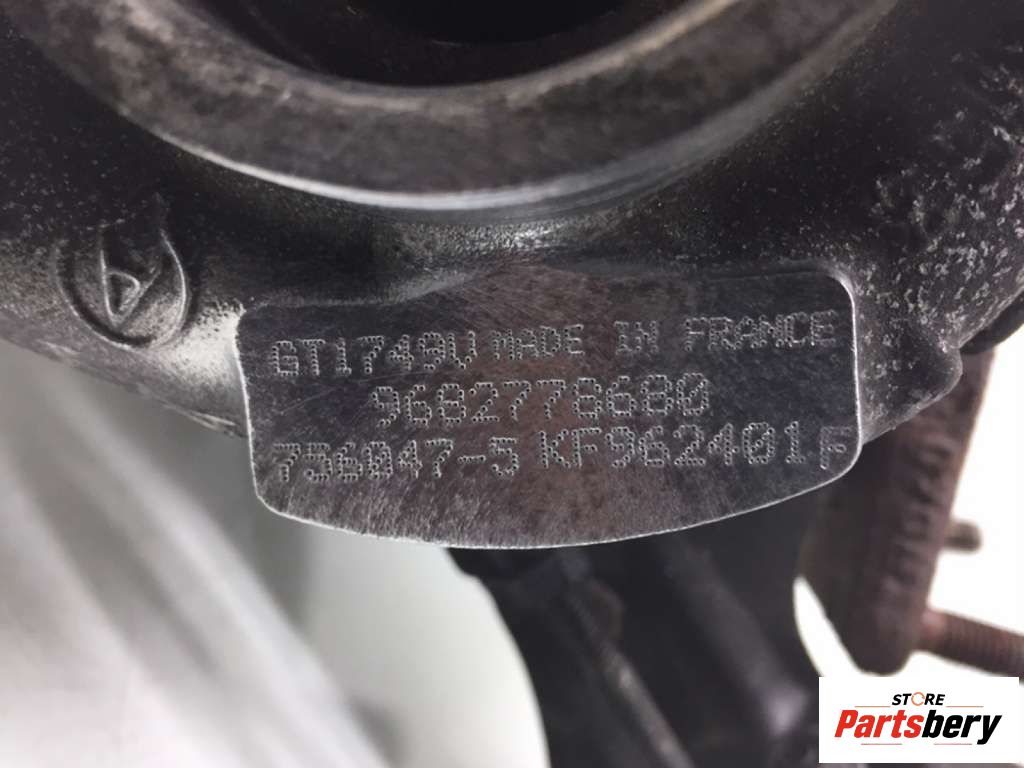 GT1749V MADE IN FRANCE
9682778680
756047-5 KF962401F
STORE
Partsbery